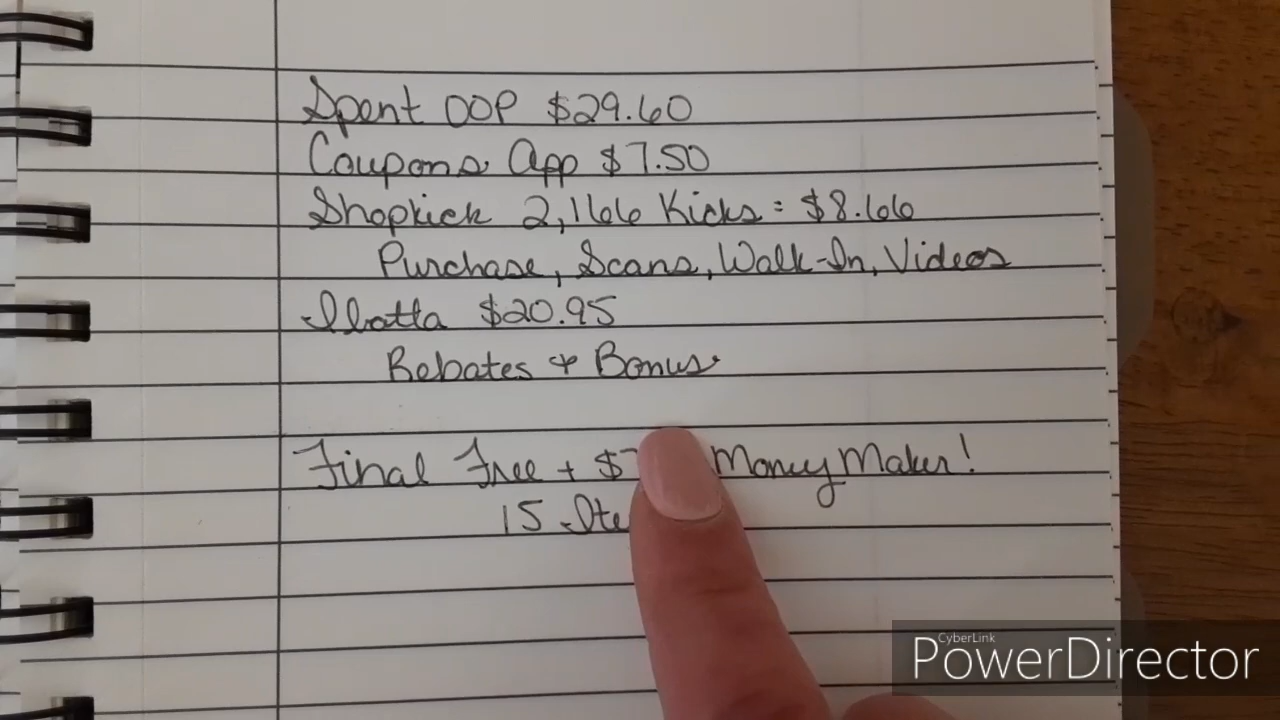 Spent OOP $29.60
Coupons App $7.50
Shopkick 2,166 Kicks = $8.66
Purchase, Scans, Walk-In, Videos
Ibotta $20.95
Rebates + Bonus
Final Free + $ Money Maker!
15
CyberLink
PowerDirector